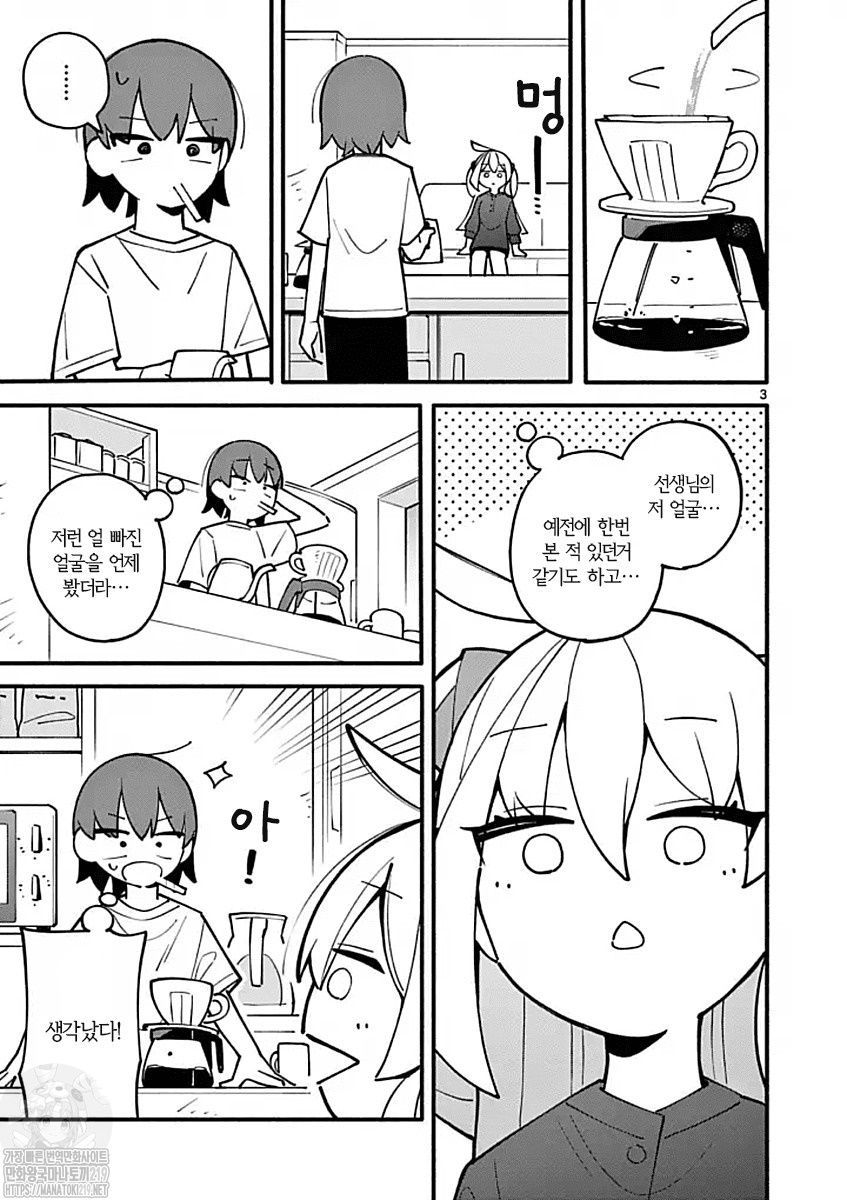 멍ー
……
3
선생님의
저 얼굴…
예전에 한번
본 적 있던거
같기도 하고…
저런 얼 빠진
얼굴을 언제
봤더라…
아!
생각났다!
가장 빠른 번역만화사이트
만화왕국마나토끼219
HTTPS://MANATOKI219.NET